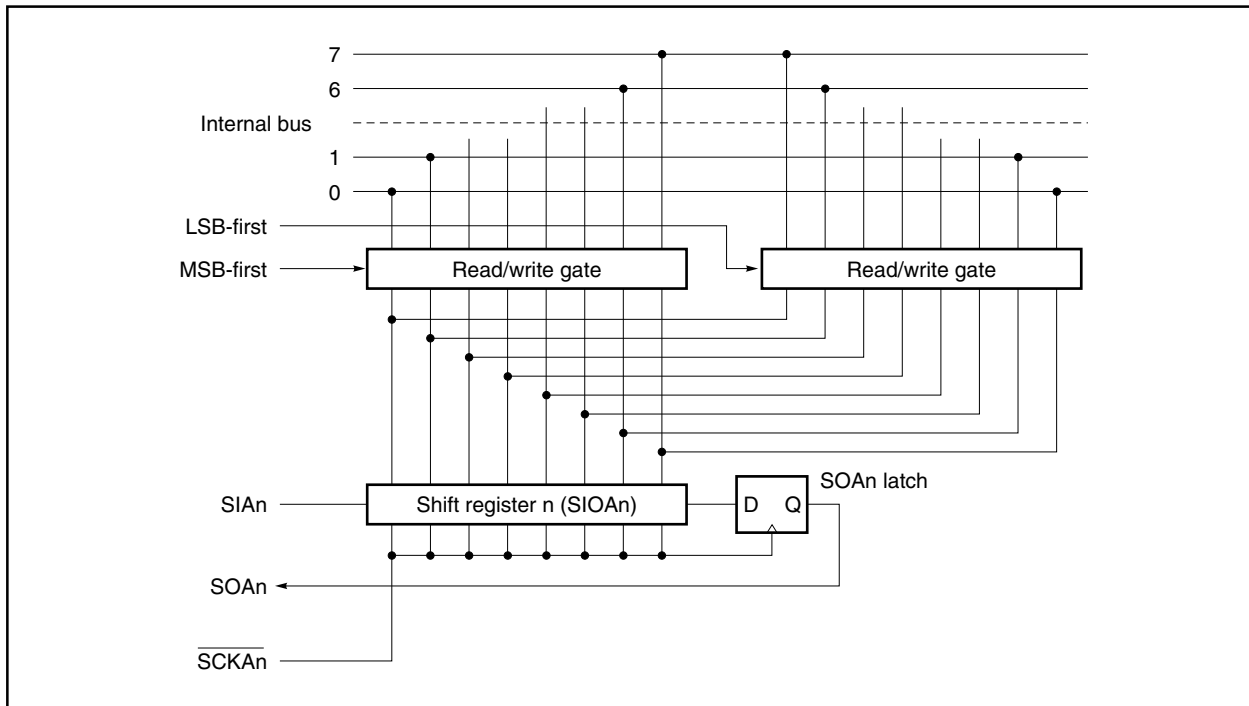 7
6
Internal bus
1
0
LSB-first
MSB-first
Read/write gate
Read/write gate
SOAn latch
SIAn
Shift register n (SIOAn)
D Q
SOAn
SCKAn